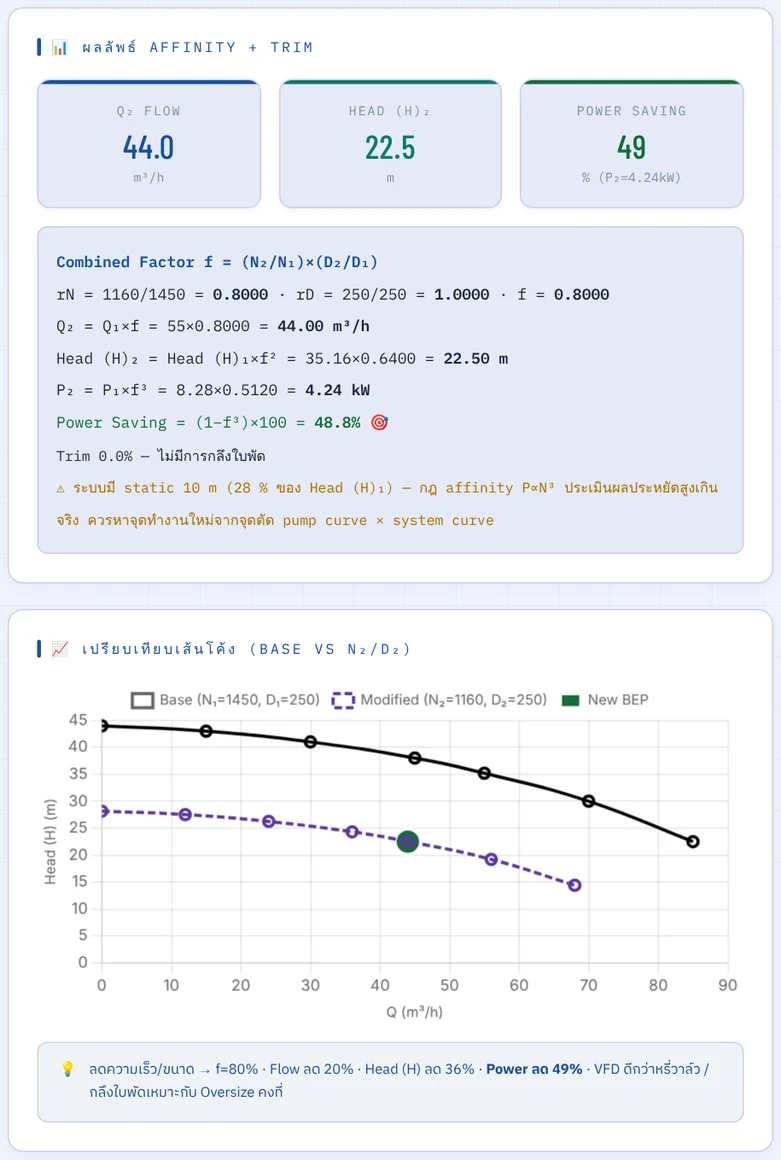 📊 ผลลัพธ์ AFFINITY + TRIM
Q₂ FLOW
44.0
m³/h
HEAD (H)₂
22.5
m
POWER SAVING
49
% (P₂=4.24kW)
Combined Factor f = (N₂/N₁)×(D₂/D₁)
rN = 1160/1450 = 0.8000 · rD = 250/250 = 1.0000 · f = 0.8000
Q₂ = Q₁×f = 55×0.8000 = 44.00 m³/h
Head (H)₂ = Head (H)₁×f² = 35.16×0.6400 = 22.50 m
P₂ = P₁×f³ = 8.28×0.5120 = 4.24 kW
Power Saving = (1−f³)×100 = 48.8% 🎯
Trim 0.0% — ไม่มีการกลึงใบพัด
⚠ ระบบมี static 10 m (28 % ของ Head (H)₁) — กฎ affinity P∝N³ ประเมินผลประหยัดสูงเกิน
จริง ควรหาจุดทำงานใหม่จากจุดตัด pump curve × system curve
📈 เปรียบเทียบเส้นโค้ง (BASE VS N₂/D₂)
Base (N₁=1450, D₁=250) Modified (N₂=1160, D₂=250) New BEP
45
40
35
30
25
20
15
10
5
0
Head (H) (m)
0 10 20 30 40 50 60 70 80 90
Q (m³/h)
💡 ลดความเร็ว/ขนาด → f=80% · Flow ลด 20% · Head (H) ลด 36% · Power ลด 49% · VFD ดีกว่าหรี่วาล์ว /
กลึงใบพัดเหมาะกับ Oversize คงที่